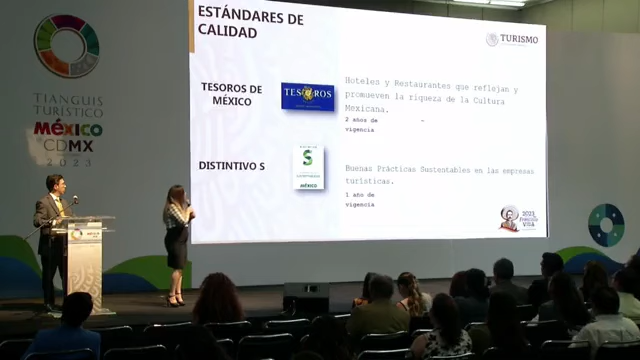 ESTÁNDARES DE
CALIDAD
TURISMO
TESOROS DE
MÉXICO
TESOROS
Hoteles y Restaurantes que reflejan y
promueven la riqueza de la Cultura
Mexicana.
2 años de
vigencia
DISTINTIVO S
S
MÉXICO
Buenas Prácticas Sustentables en las empresas
turísticas.
1 año de
vigencia
2023
VILLA
TIANGUIS
TURÍSTICO
MÉXICO
CDMX
2023